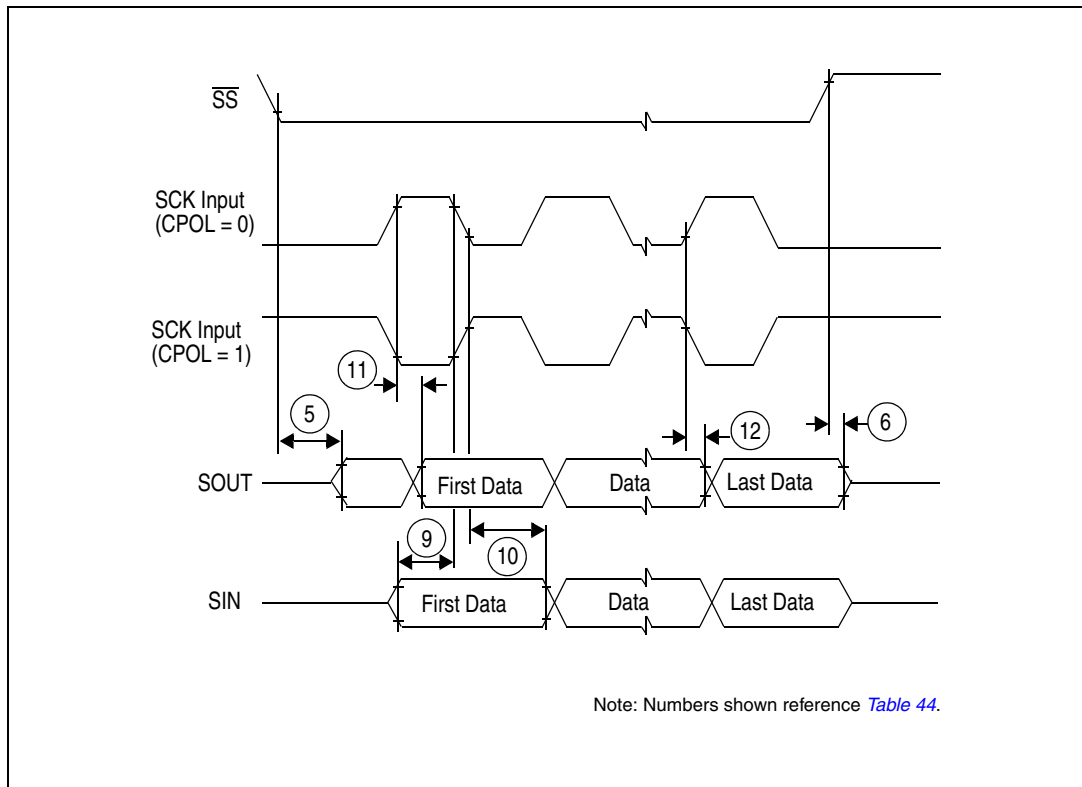 SS
SCK Input
(CPOL = 0)
SCK Input
(CPOL = 1)
11
5
12
6
SOUT
First Data
Data
Last Data
9
10
SIN
First Data
Data
Last Data
Note: Numbers shown reference Table 44.